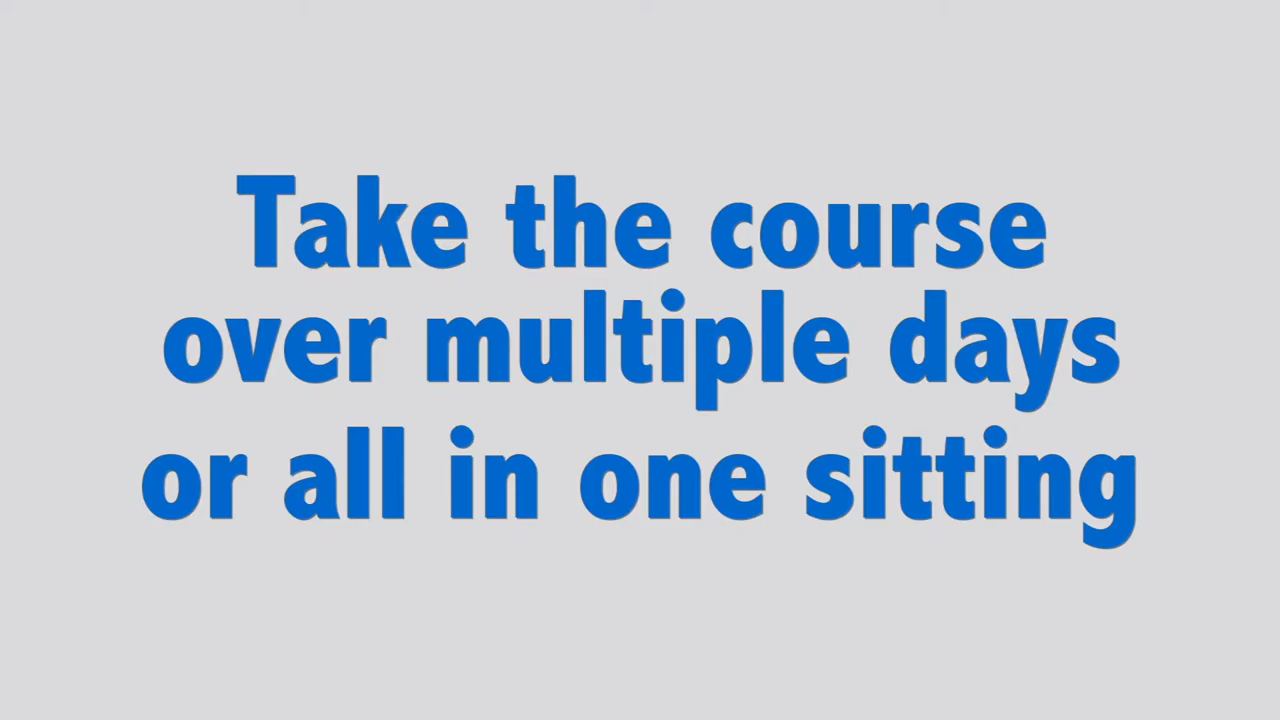 Take the course
over multiple days
or all in one sitting